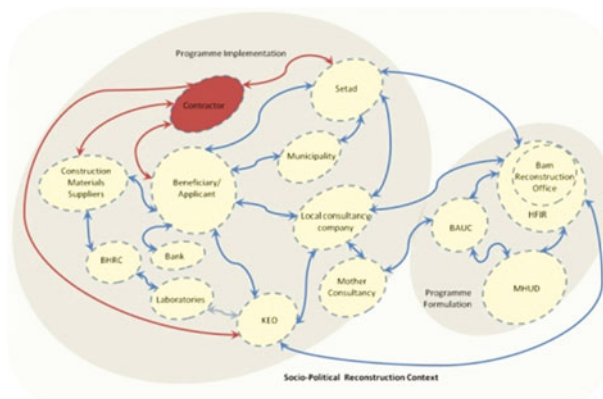 Programme Implementation
Contractor
Setad
Municipality
Construction
Materials
Suppliers
Beneficiary/
Applicant
Local consultancy
company
Bam
Reconstruction
Office
HFIR
BAUC
BHRC
Bank
Mother
Consultancy
Laboratories
KEO
MHUD
Programme
Formulation
Socio-Political Reconstruction Context